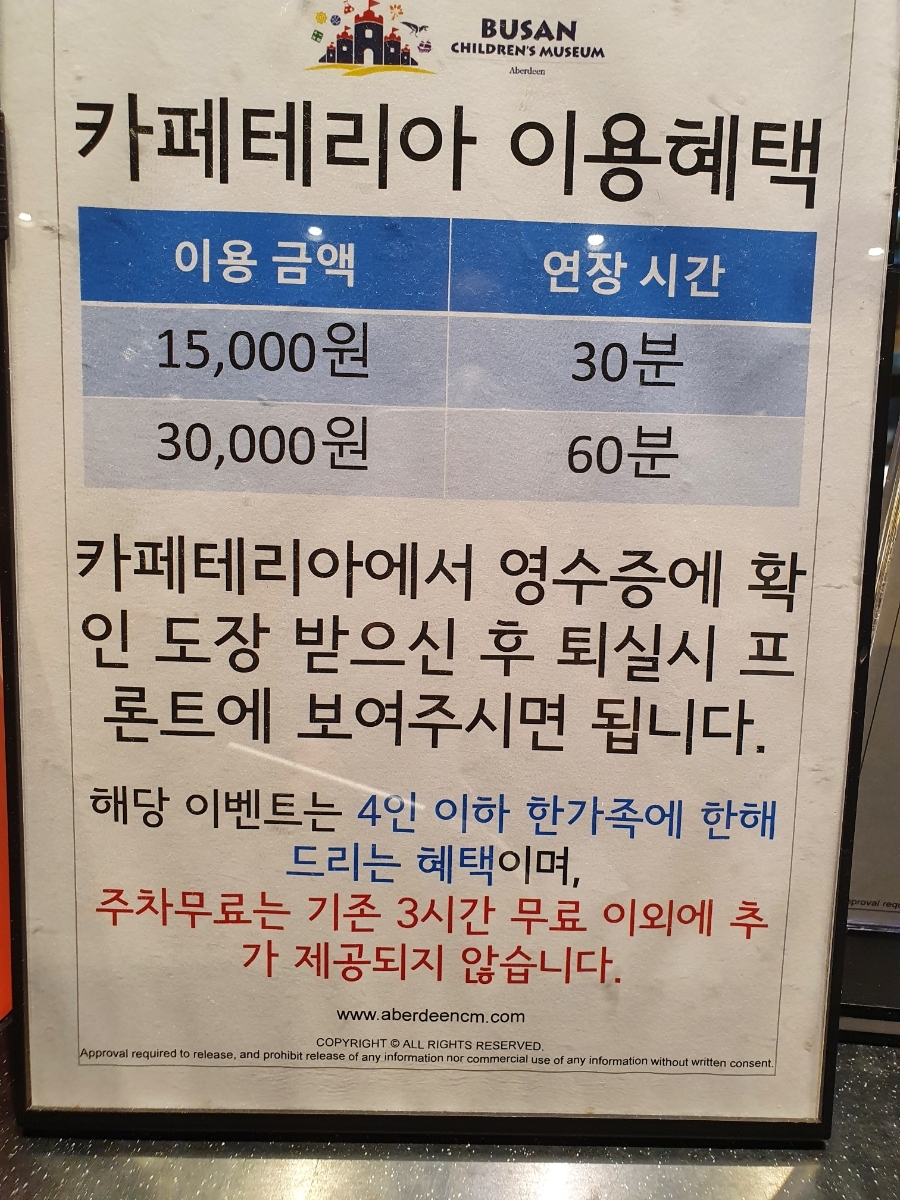 BUSAN
CHILDREN'S MUSEUM
Aberdeen
카페테리아 이용혜택
이용 금액 연장 시간
15,000원 30분
30,000원 60분
카페테리아에서 영수증에 확
인 도장 받으신 후 퇴실시 프
론트에 보여주시면 됩니다.
해당 이벤트는 4인 이하 한가족에 한해
드리는 혜택이며,
주차무료는 기존 3시간 무료 이외에 추
가 제공되지 않습니다.
www.aberdeencm.com
COPYRIGHT © ALL RIGHTS RESERVED.
Approval required to release, and prohibit release of any information nor commercial use of any information without written consent.